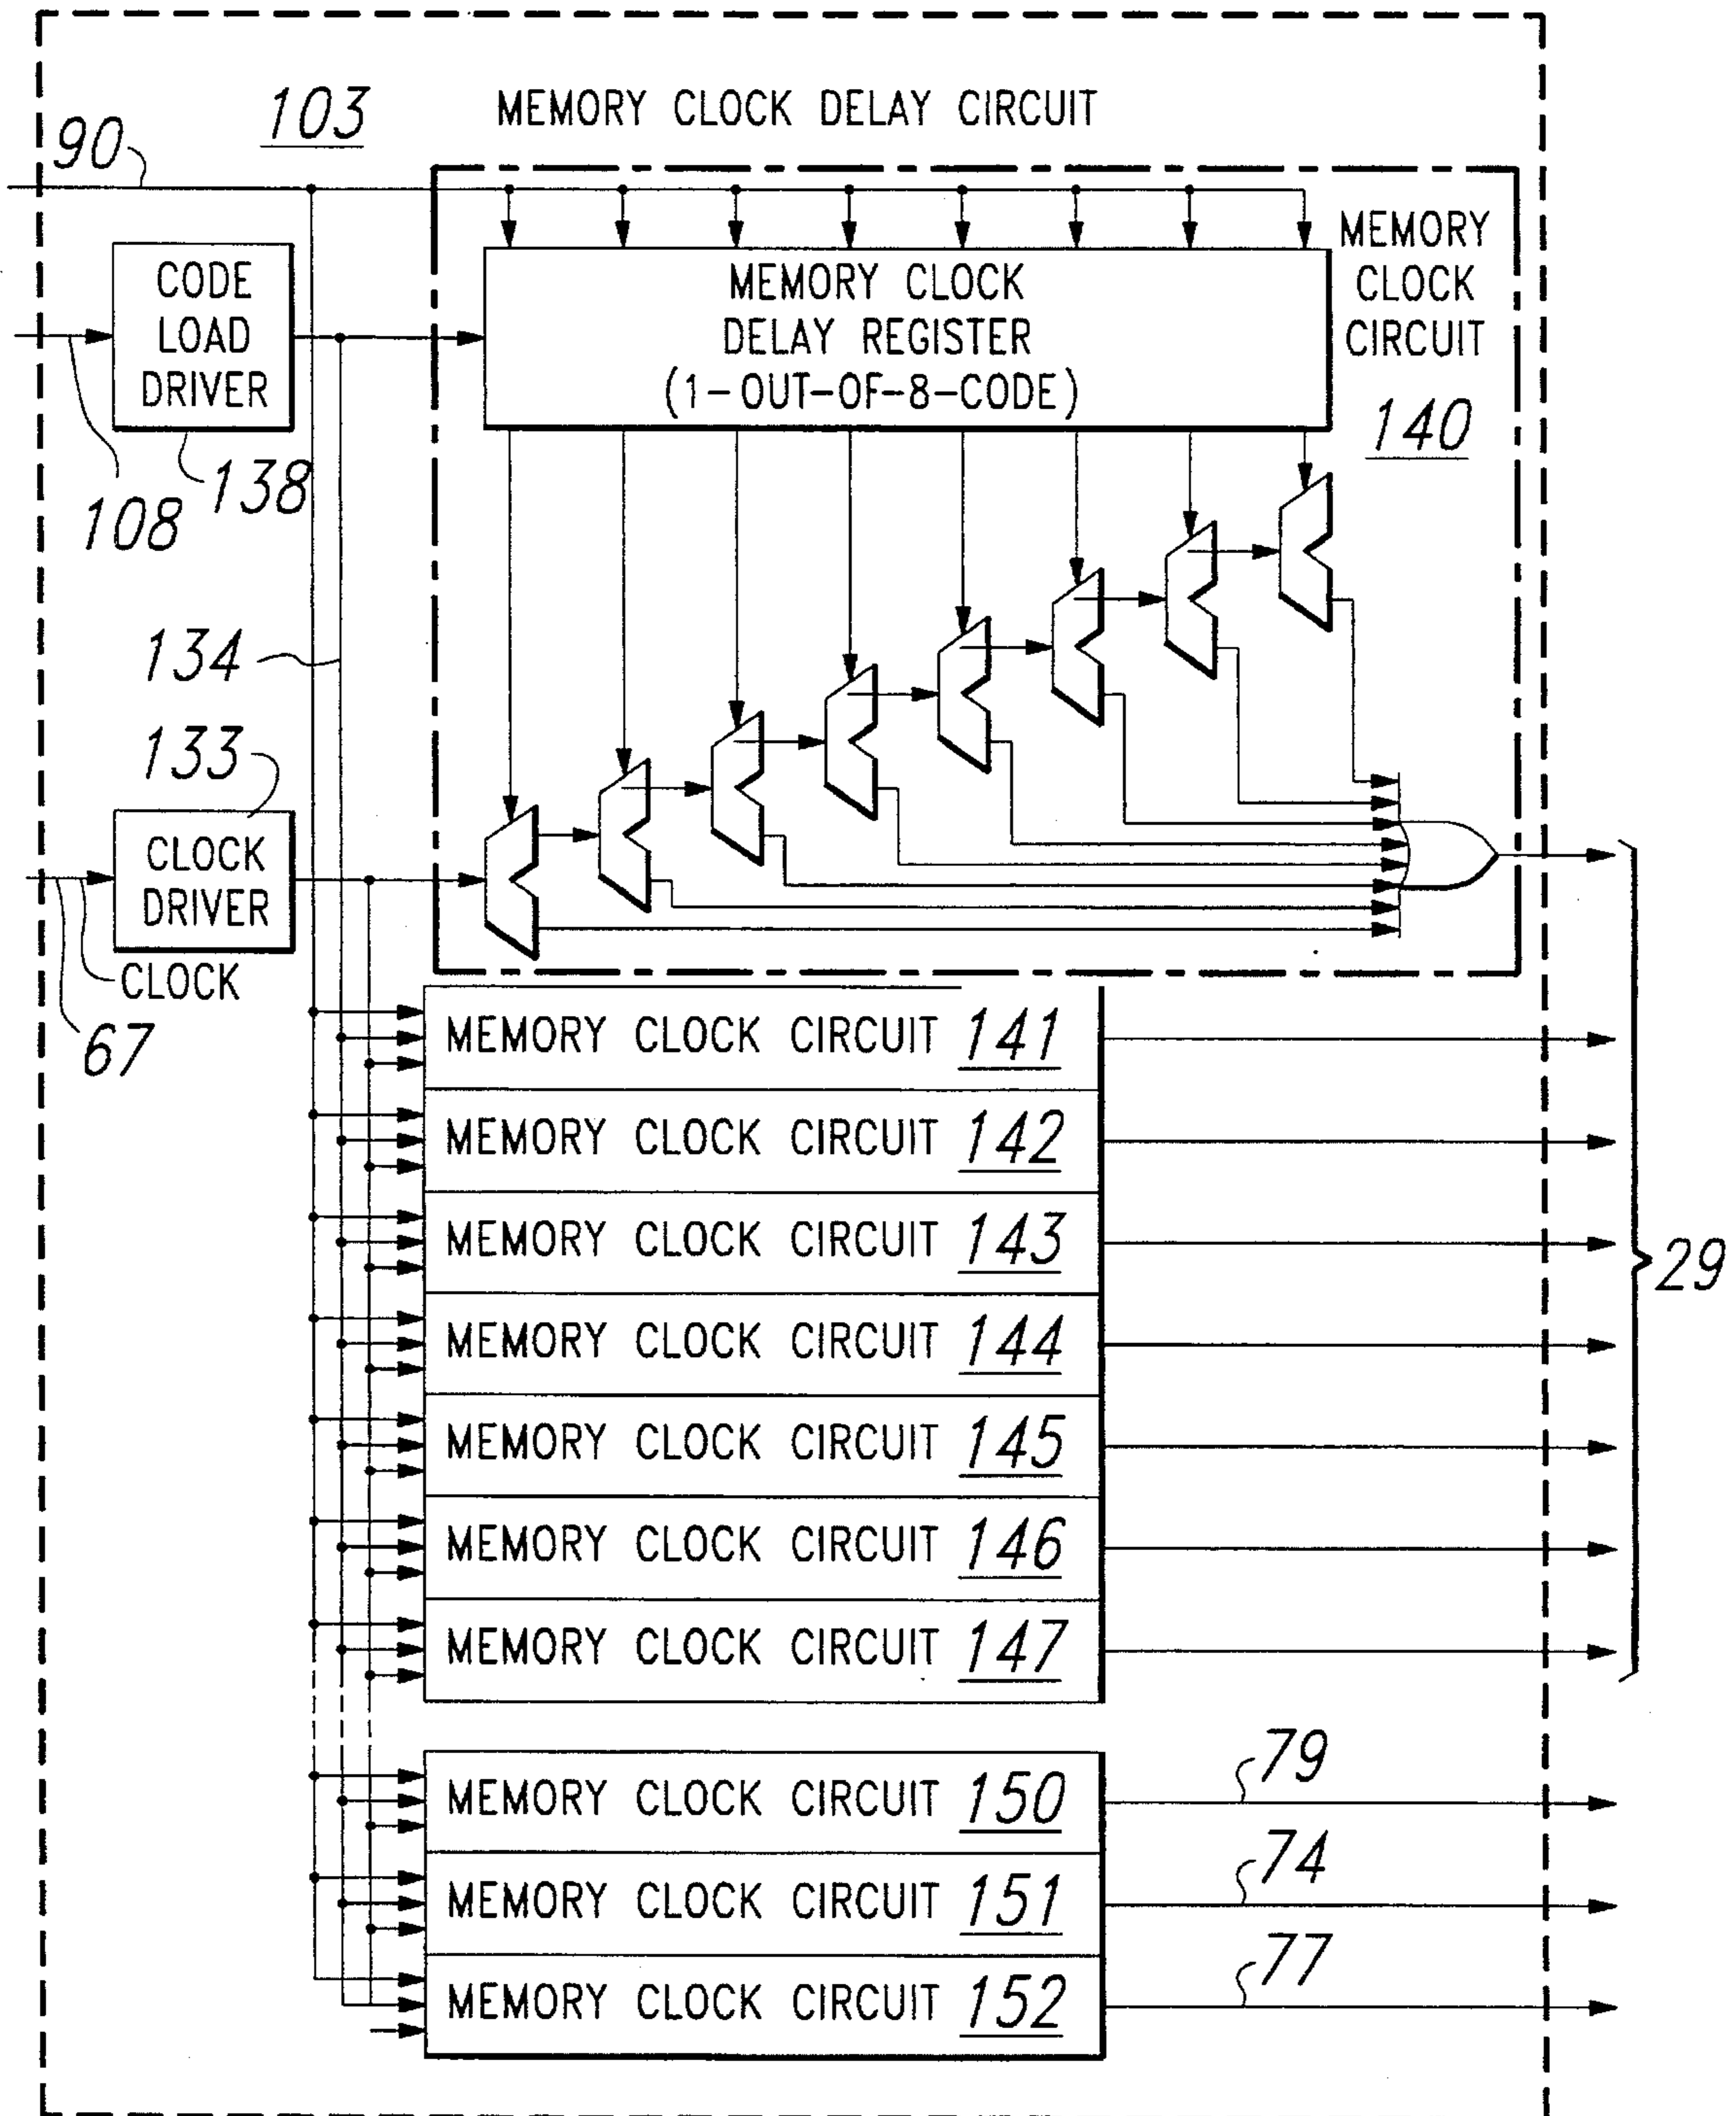 103
MEMORY CLOCK DELAY CIRCUIT
90
MEMORY
CLOCK
CIRCUIT
140
CODE
LOAD
DRIVER
MEMORY CLOCK
DELAY REGISTER
(1-OUT-OF-8-CODE)
138
108
134
133
CLOCK
DRIVER
CLOCK
67
MEMORY CLOCK CIRCUIT 141
MEMORY CLOCK CIRCUIT 142
MEMORY CLOCK CIRCUIT 143
29
MEMORY CLOCK CIRCUIT 144
MEMORY CLOCK CIRCUIT 145
MEMORY CLOCK CIRCUIT 146
MEMORY CLOCK CIRCUIT 147
79
MEMORY CLOCK CIRCUIT 150
74
MEMORY CLOCK CIRCUIT 151
77
MEMORY CLOCK CIRCUIT 152